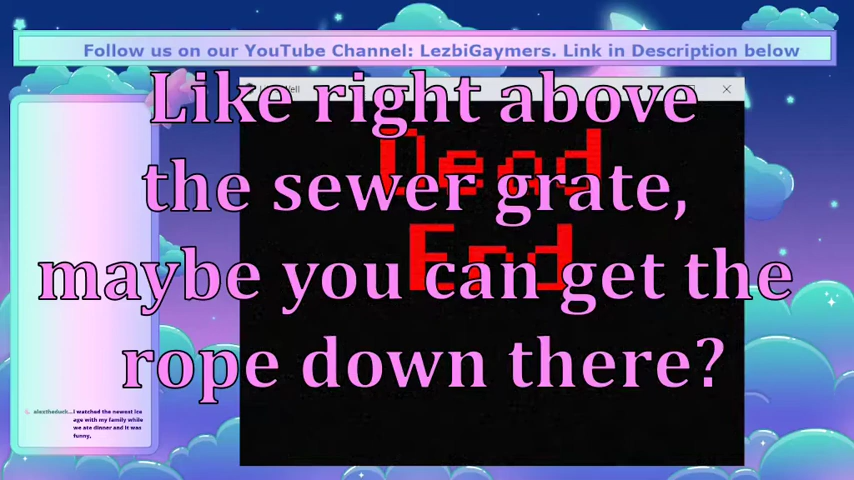 Follow us on our YouTube Channel: LezbiGaymers. Link in Description below
Like right above
the sewer grate,
maybe you can get the
rope down there?
Dead
End
I watched the newest ice
age with my family while
we ate dinner and it was
funny,